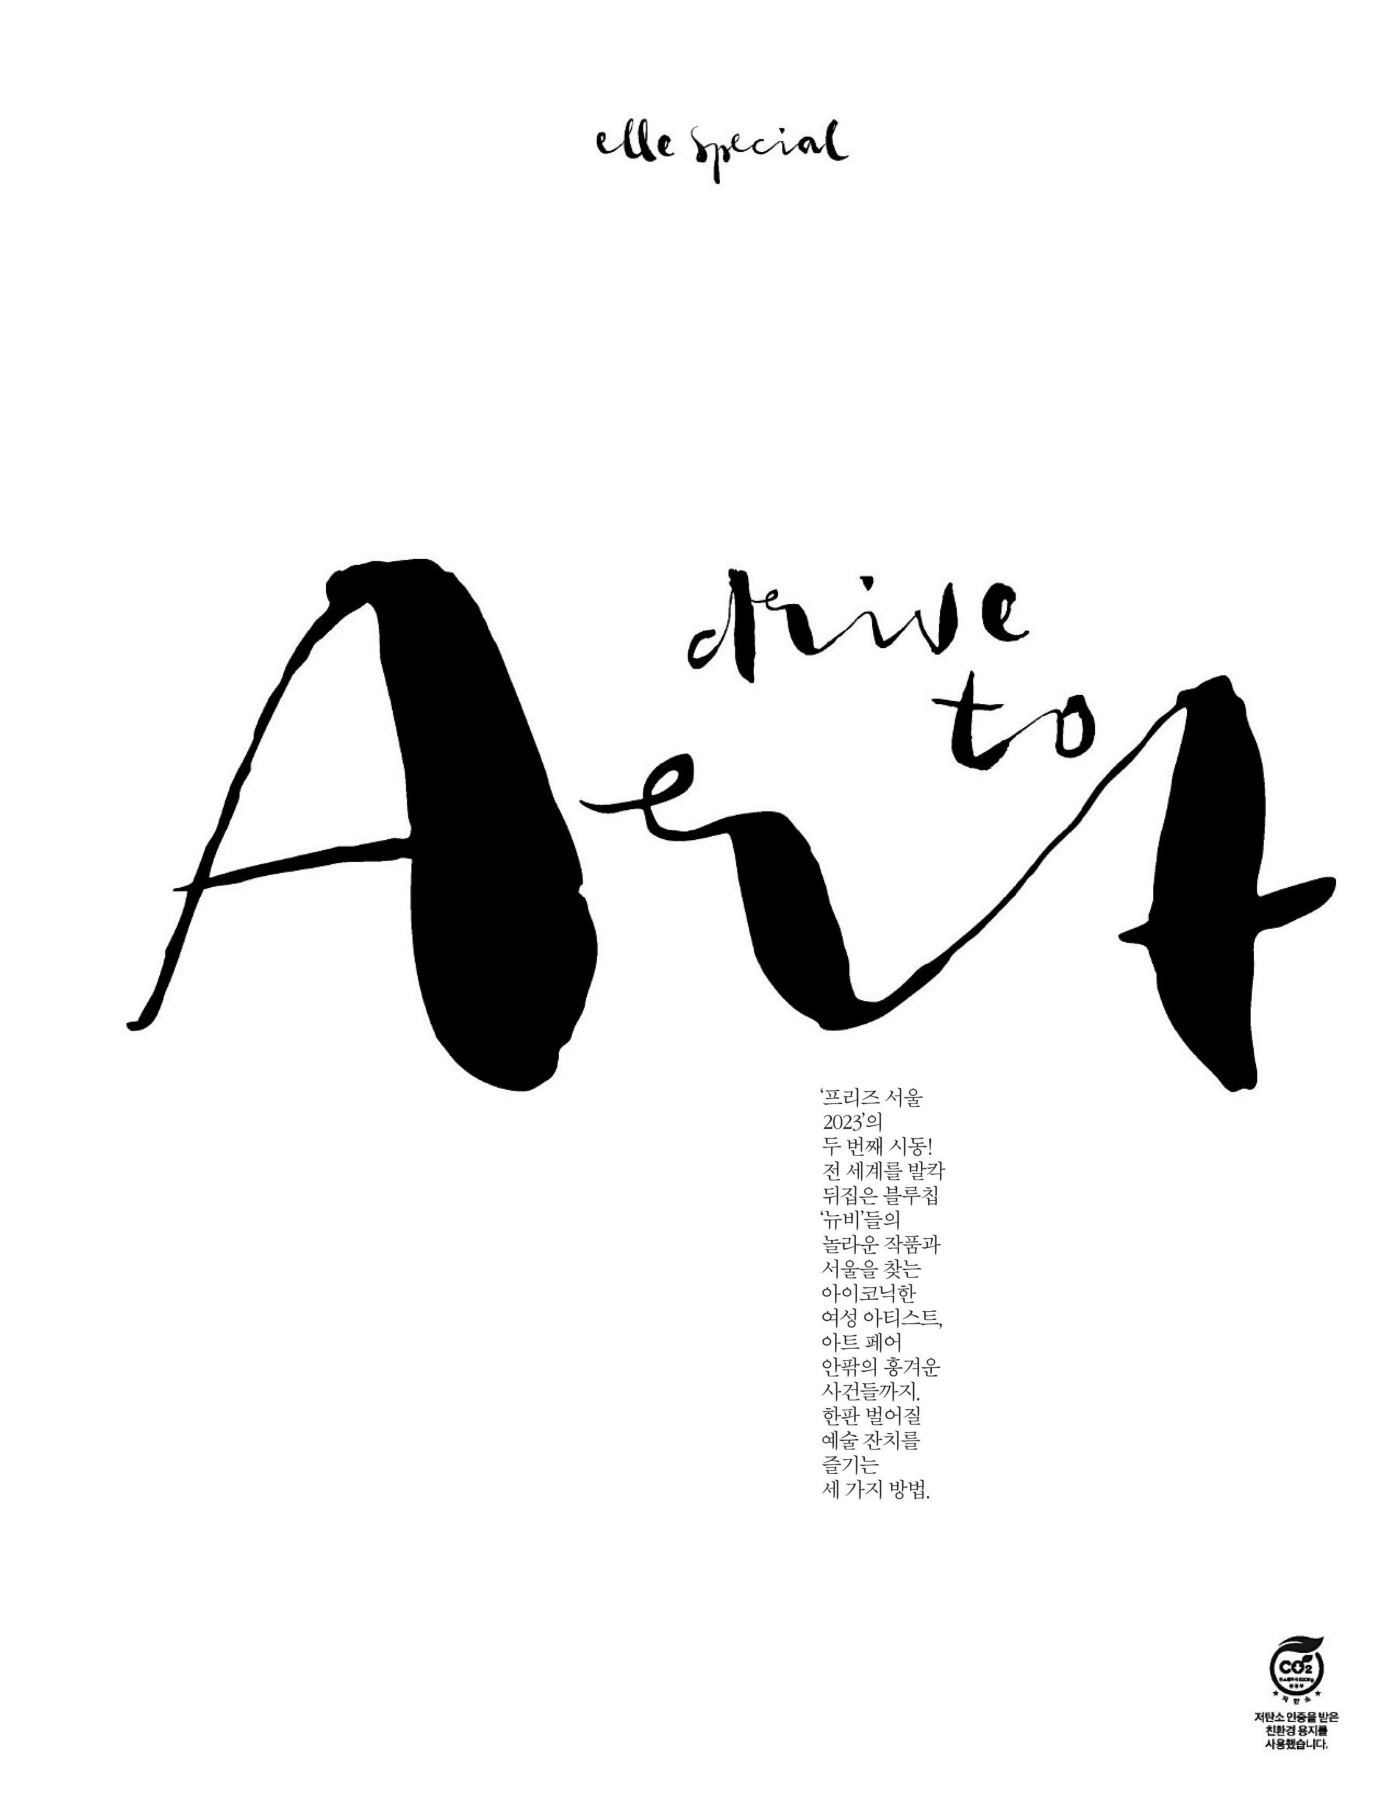 elle special
drive
to
Art
‘프리즈 서울
2023’의
두 번째 시동!
전 세계를 발칵
뒤집은 블루칩
‘뉴비’들의
놀라운 작품과
서울을 찾는
아이코닉한
여성 아티스트,
아트 페어
안팎의 흥겨운
사건들까지.
한판 벌어질
예술 잔치를
즐기는
세 가지 방법.
CO2
저탄소
저탄소 인증을 받은
친환경 용지를
사용했습니다.